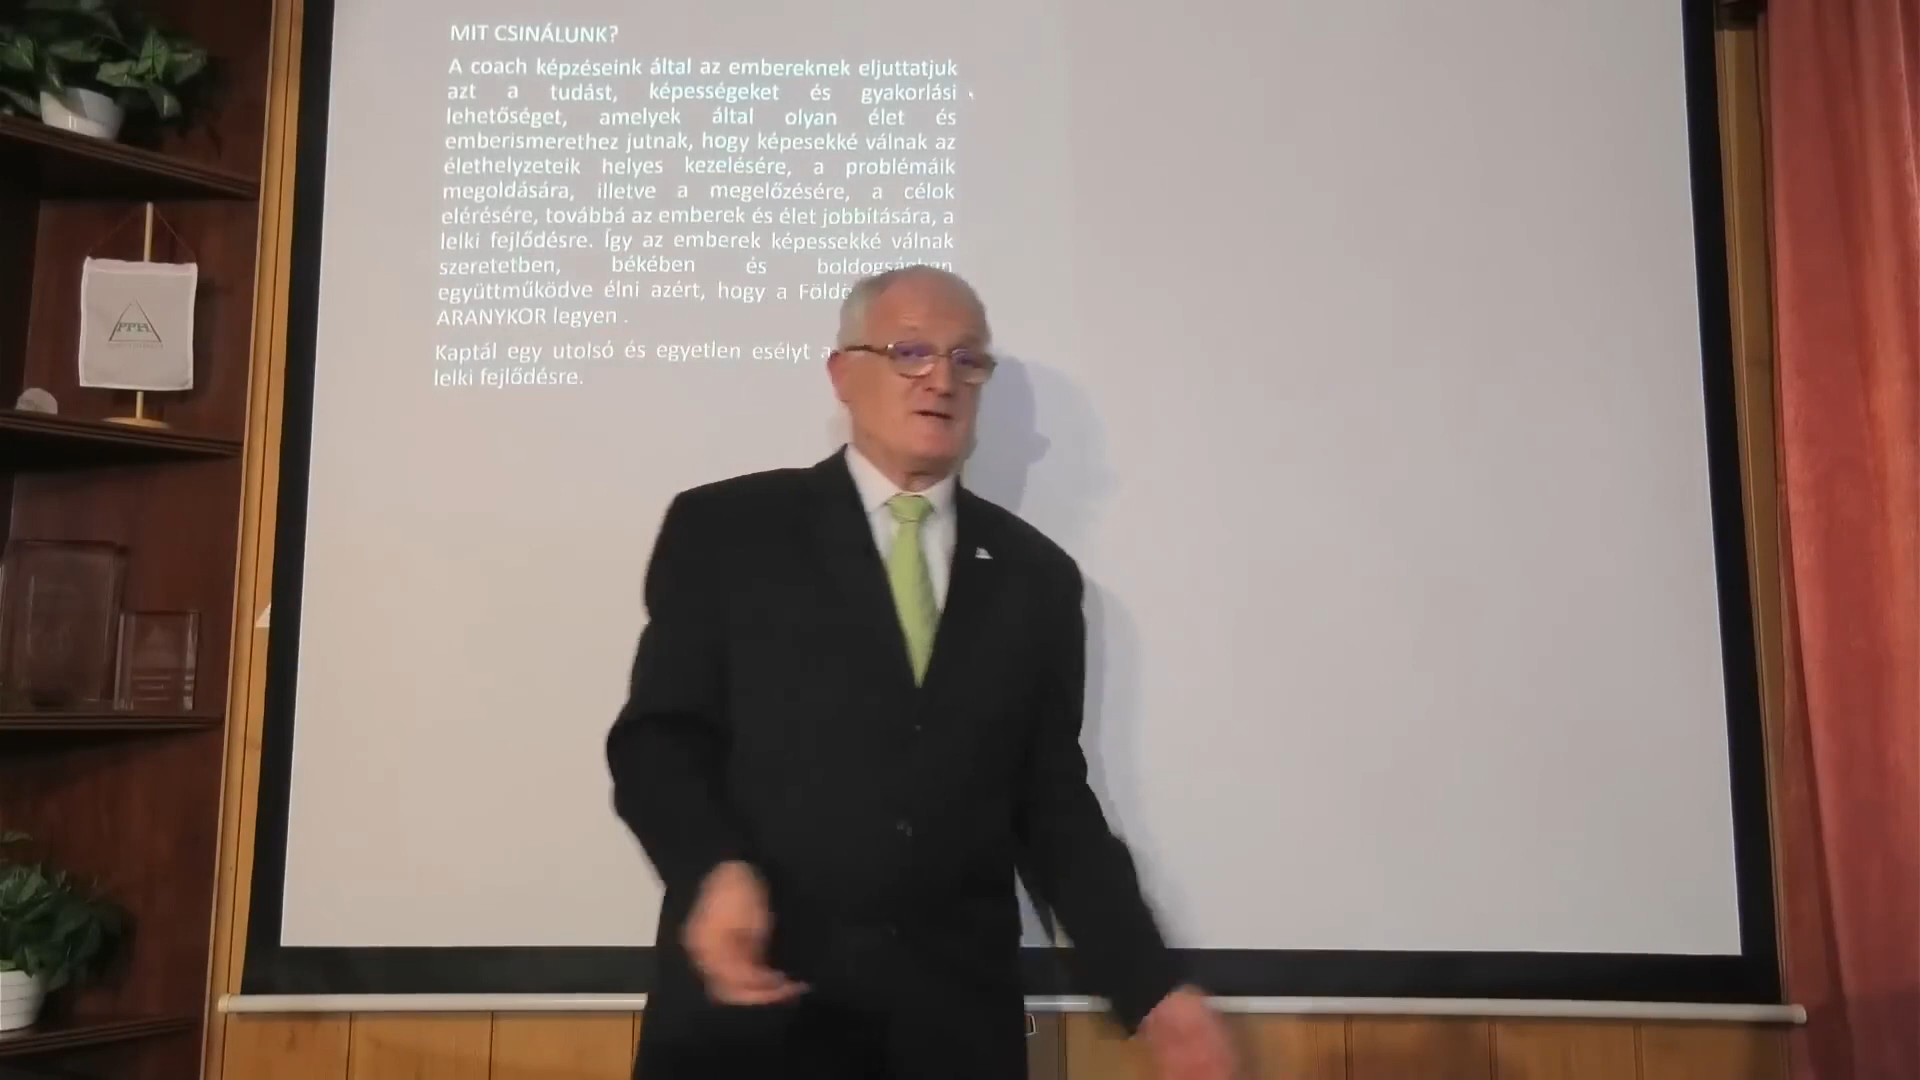 MIT CSINÁLUNK?
A coach képzéseink által az embereknek eljuttatjuk
azt a tudást, képességeket és gyakorlási
lehetőséget, amelyek által olyan élet és
emberismerethez jutnak, hogy képesekké válnak az
élethelyzeteik helyes kezelésére, a problémáik
megoldására, illetve a megelőzésére, a célok
elérésére, továbbá az emberek és élet jobbítására, a
lelki fejlődésre. Így az emberek képessekké válnak
szeretetben, békében és
együttműködve élni azért, hogy a
ARANYKOR legyen .
Kaptál egy utolsó és egyetlen esélyt
lelki fejlődésre.